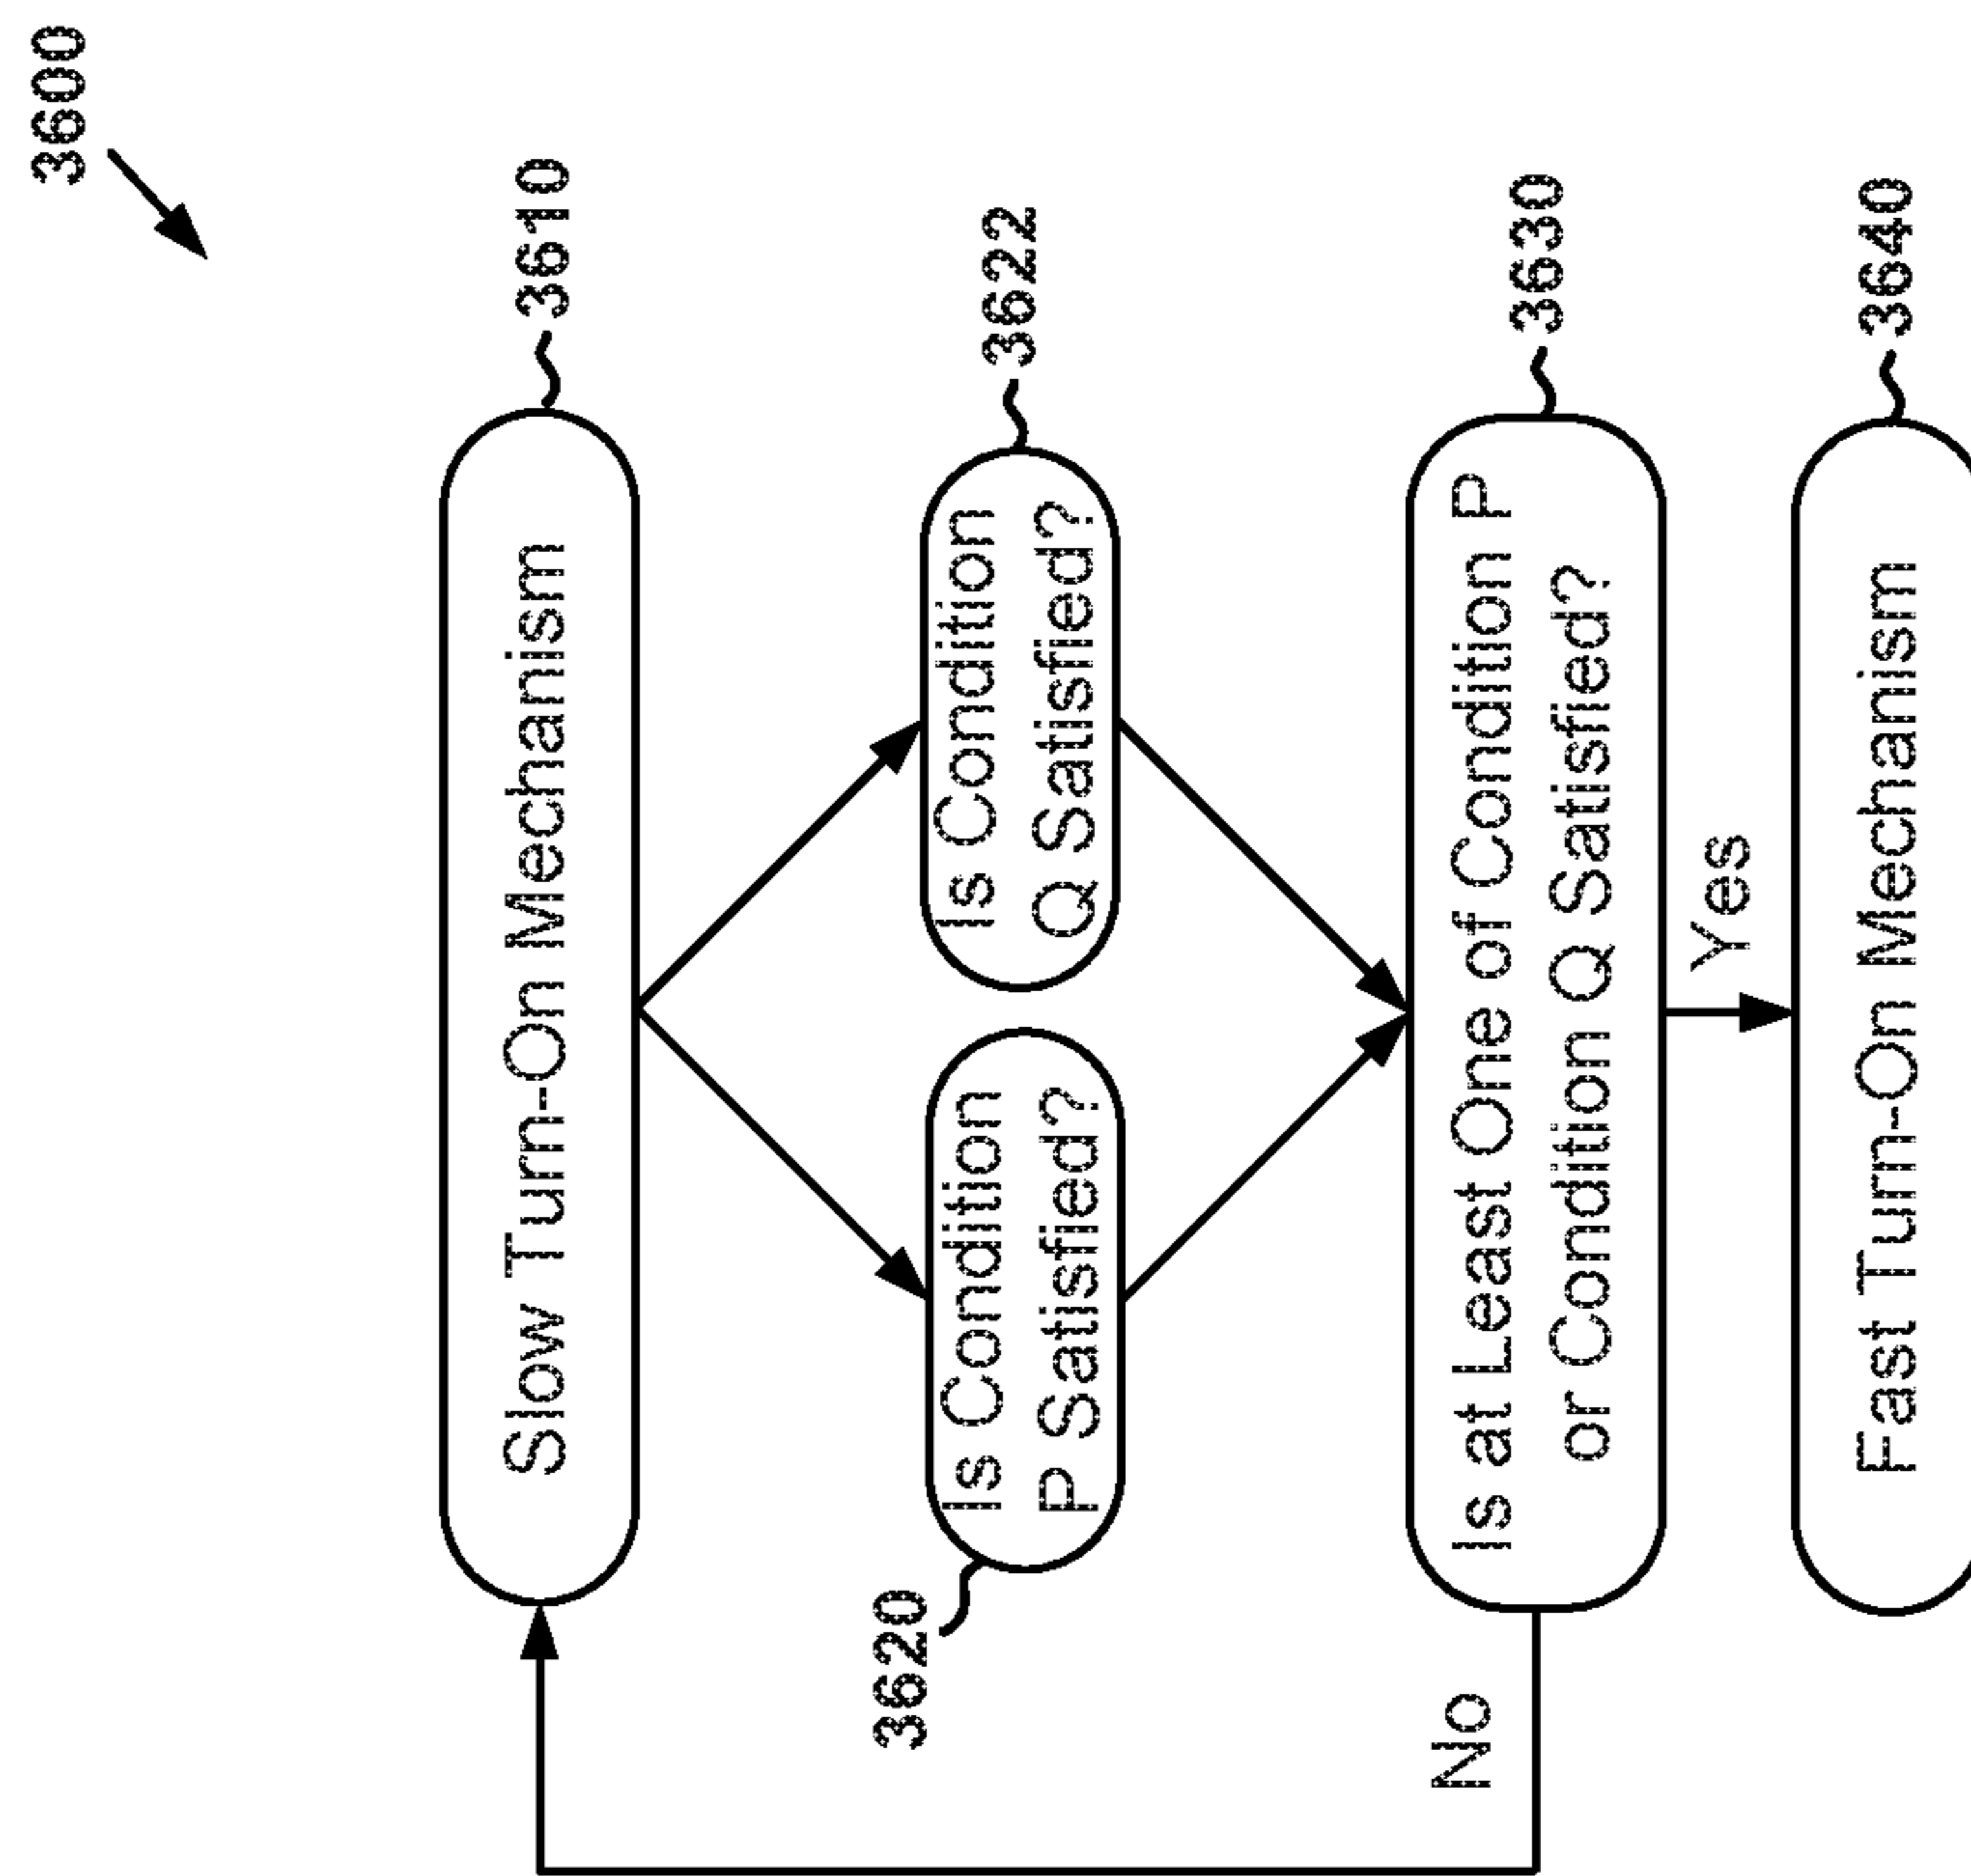 3600
Slow Turn-On Mechanism
3610
Is Condition
P Satisfied?
3620
Is Condition
Q Satisfied?
3622
Is at Least One of Condition P
or Condition Q Satisfied?
3630
No
Yes
Fast Turn-On Mechanism
3640